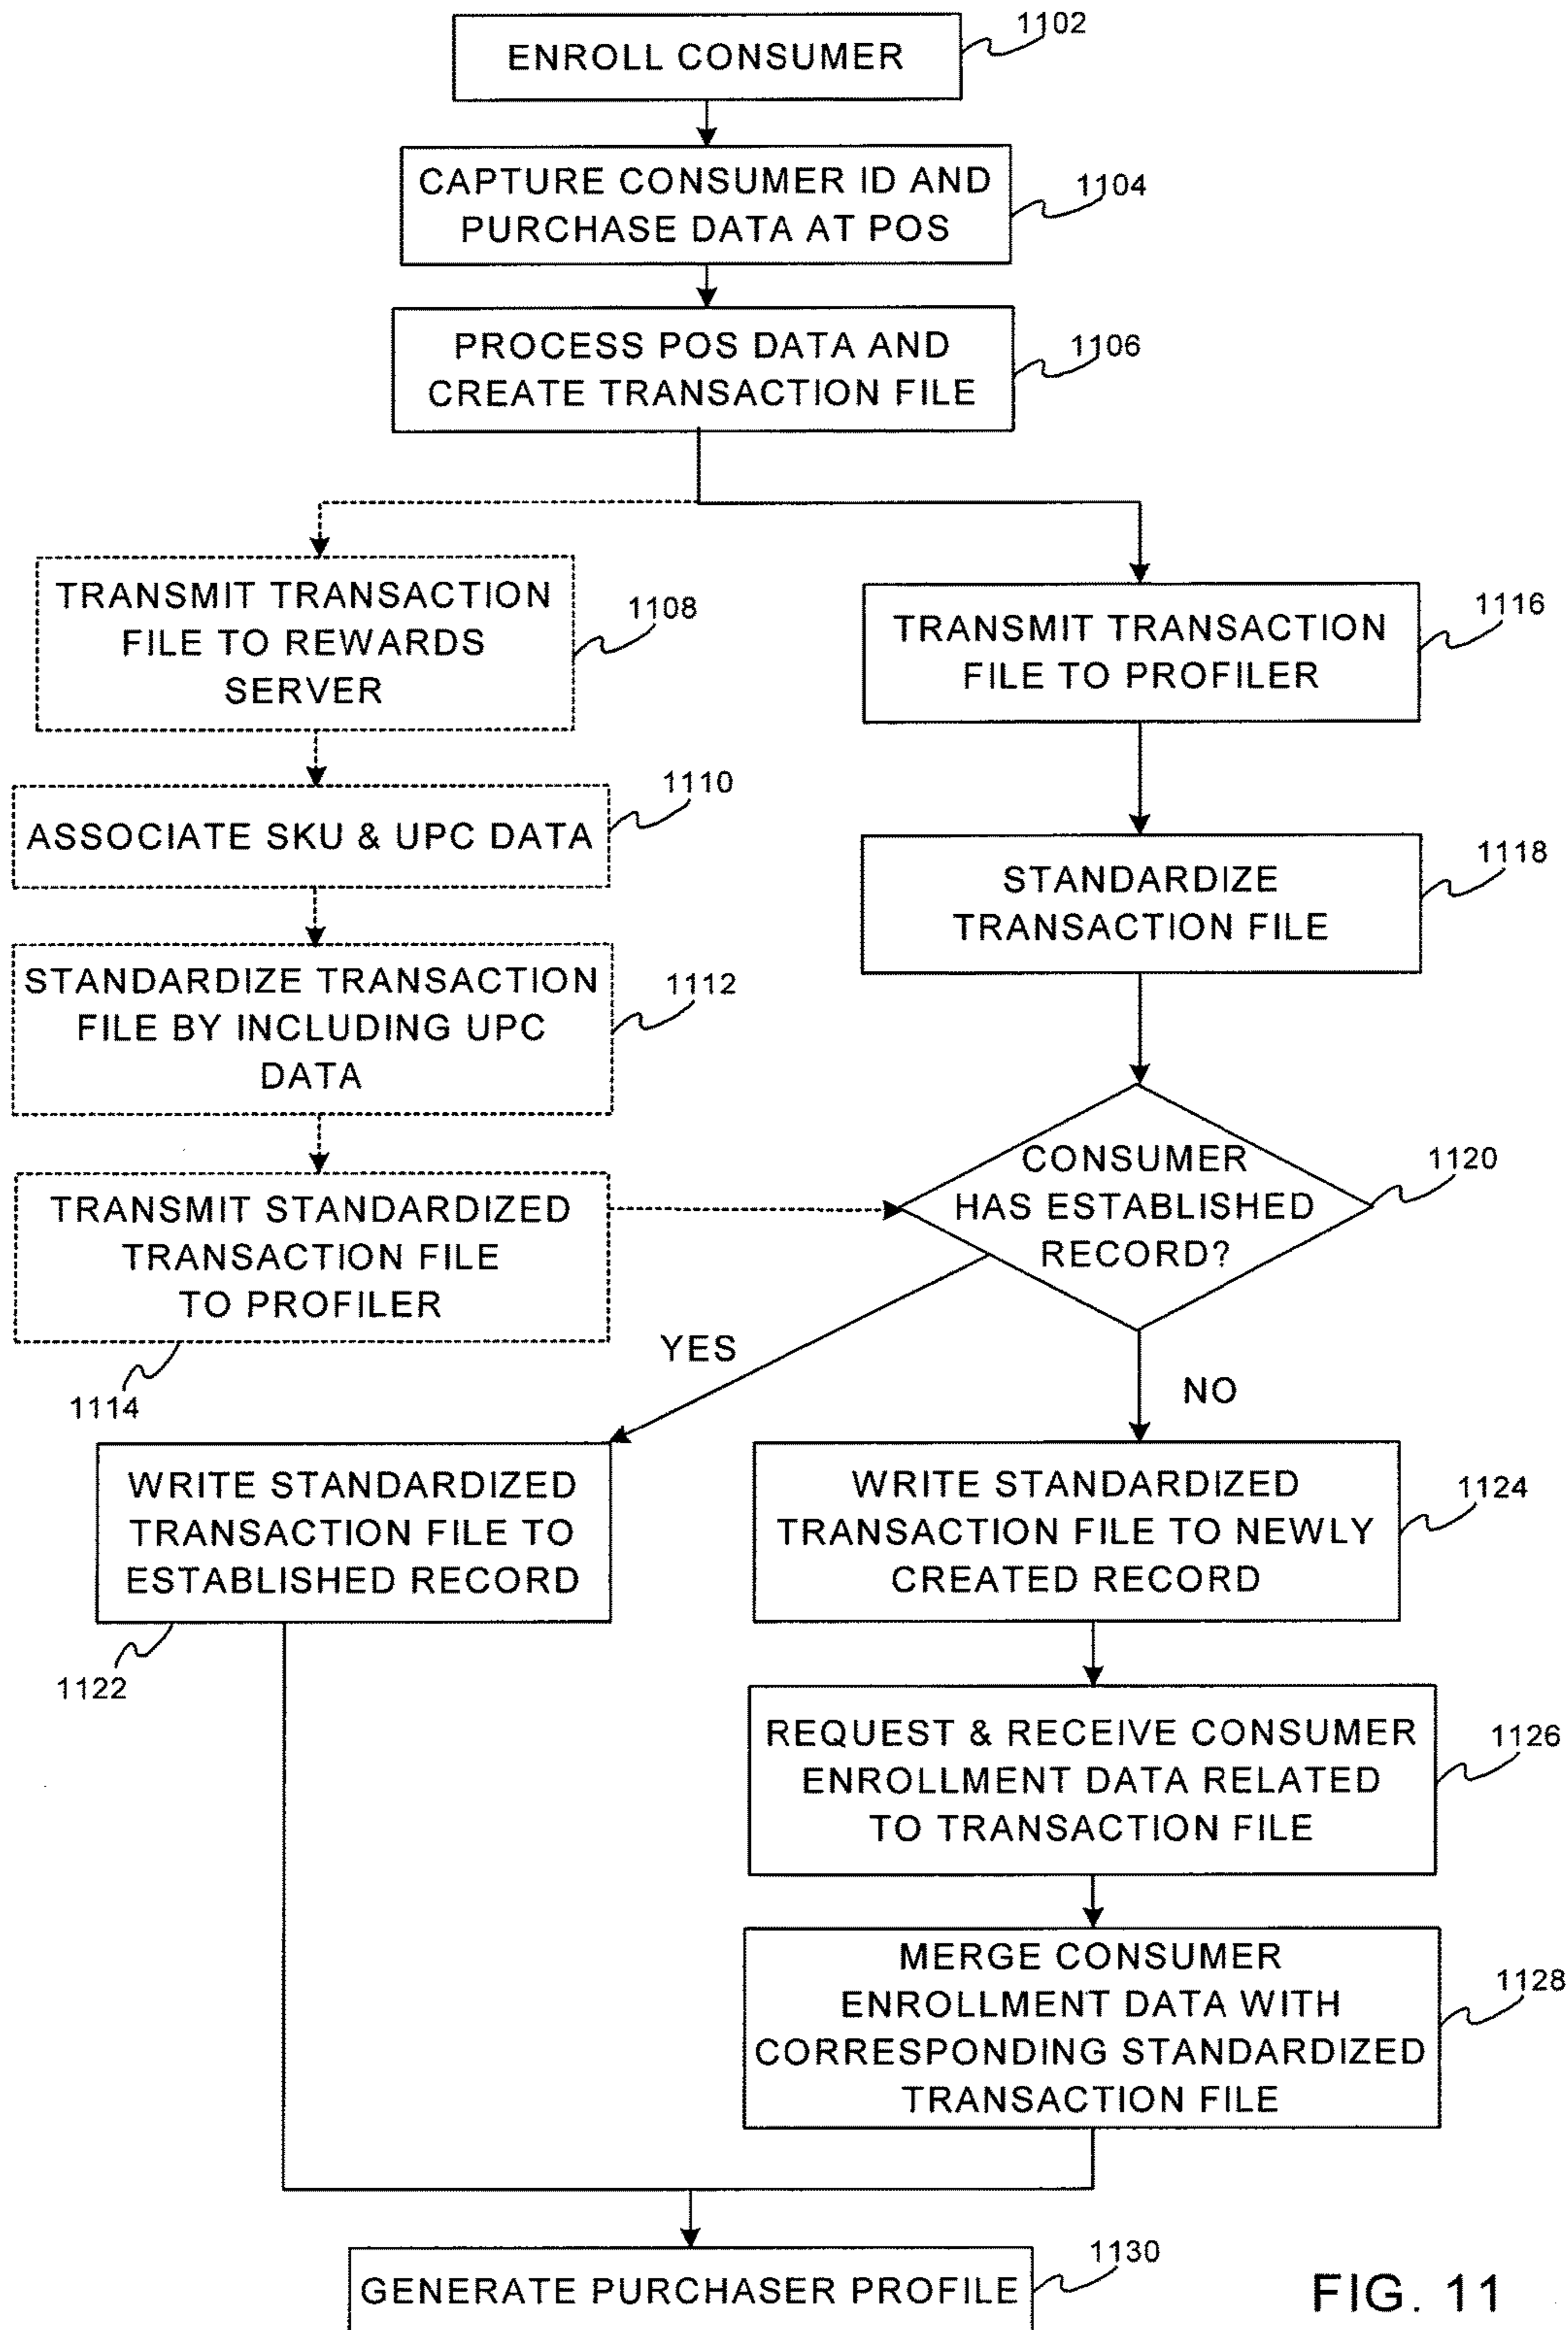 1102
ENROLL CONSUMER
CAPTURE CONSUMER ID AND
PURCHASE DATA AT POS
1104
PROCESS POS DATA AND
CREATE TRANSACTION FILE
1106
TRANSMIT TRANSACTION
FILE TO REWARDS
SERVER
1108
ASSOCIATE SKU & UPC DATA
1110
STANDARDIZE TRANSACTION
FILE BY INCLUDING UPC
DATA
1112
TRANSMIT STANDARDIZED
TRANSACTION FILE
TO PROFILER
1114
TRANSMIT TRANSACTION
FILE TO PROFILER
1116
STANDARDIZE
TRANSACTION FILE
1118
CONSUMER
HAS ESTABLISHED
RECORD?
1120
YES
NO
WRITE STANDARDIZED
TRANSACTION FILE TO
ESTABLISHED RECORD
1122
WRITE STANDARDIZED
TRANSACTION FILE TO NEWLY
CREATED RECORD
1124
REQUEST & RECEIVE CONSUMER
ENROLLMENT DATA RELATED
TO TRANSACTION FILE
1126
MERGE CONSUMER
ENROLLMENT DATA WITH
CORRESPONDING STANDARDIZED
TRANSACTION FILE
1128
GENERATE PURCHASER PROFILE
1130
FIG. 11